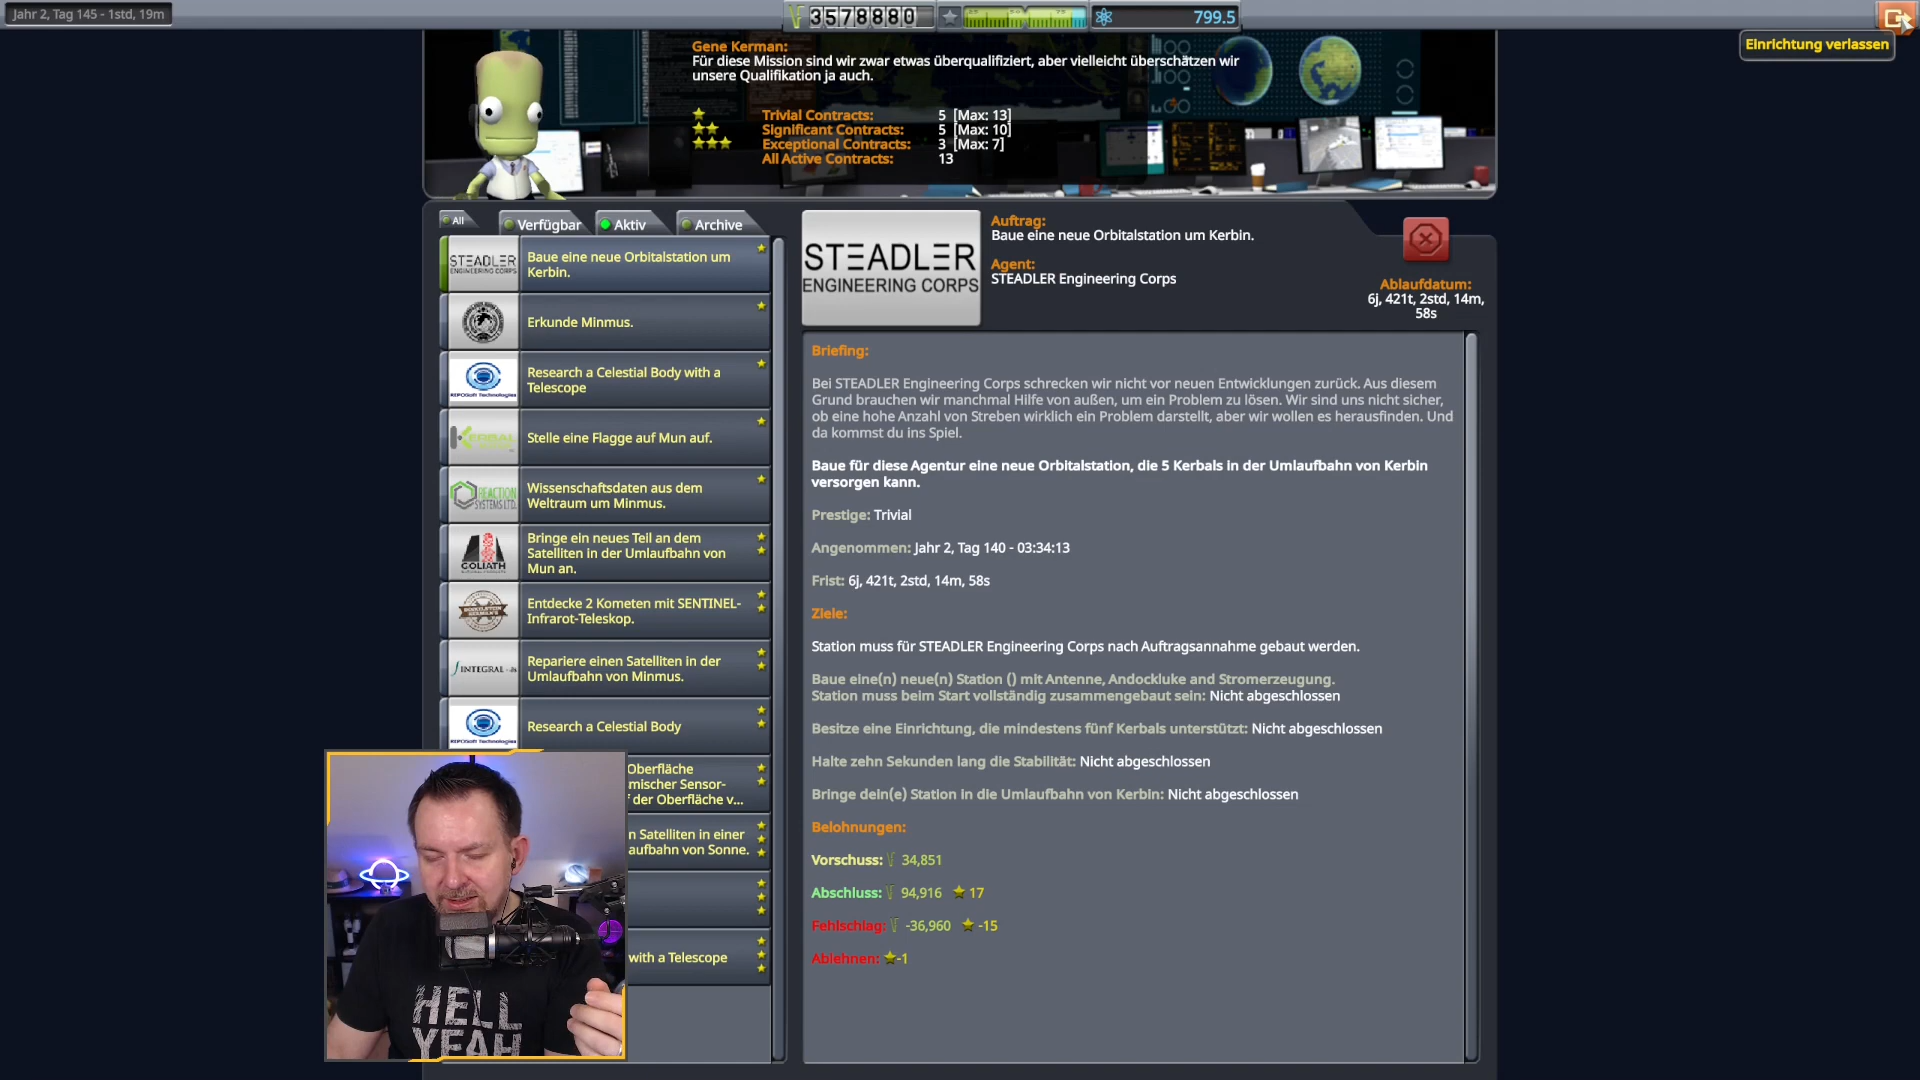 Jahr 2, Tag 145 - 1std, 19m
3578880
799.5
Einrichtung verlassen
Gene Kerman:
Für diese Mission sind wir zwar etwas überqualifiziert, aber vielleicht überschätzen wir
unsere Qualifikation ja auch.
Trivial Contracts: 5 [Max: 13]
Significant Contracts: 5 [Max: 10]
Exceptional Contracts: 3 [Max: 7]
All Active Contracts: 13
All
Verfügbar
Aktiv
Archive
STEADLER
ENGINEERING CORPS
Baue eine neue Orbitalstation um
Kerbin.
Erkunde Minmus.
Research a Celestial Body with a
Telescope
Stelle eine Flagge auf Mun auf.
REACTION
SYSTEMS LTD.
Wissenschaftsdaten aus dem
Weltraum um Minmus.
GOLIATH
Bringe ein neues Teil an dem
Satelliten in der Umlaufbahn von
Mun an.
Entdecke 2 Kometen mit SENTINEL-
Infrarot-Teleskop.
INTEGRAL
Repariere einen Satelliten in der
Umlaufbahn von Minmus.
Research a Celestial Body
Oberfläche
mischer Sensor-
der Oberfläche v...
n Satelliten in einer
aufbahn von Sonne.
with a Telescope
HELL
YEAH
STEADLER
ENGINEERING CORPS
Auftrag:
Baue eine neue Orbitalstation um Kerbin.
Agent:
STEADLER Engineering Corps
Ablaufdatum:
6j, 421t, 2std, 14m,
58s
Briefing:
Bei STEADLER Engineering Corps schrecken wir nicht vor neuen Entwicklungen zurück. Aus diesem
Grund brauchen wir manchmal Hilfe von außen, um ein Problem zu lösen. Wir sind uns nicht sicher,
ob eine hohe Anzahl von Streben wirklich ein Problem darstellt, aber wir wollen es herausfinden. Und
da kommst du ins Spiel.
Baue für diese Agentur eine neue Orbitalstation, die 5 Kerbals in der Umlaufbahn von Kerbin
versorgen kann.
Prestige: Trivial
Angenommen: Jahr 2, Tag 140 - 03:34:13
Frist: 6j, 421t, 2std, 14m, 58s
Ziele:
Station muss für STEADLER Engineering Corps nach Auftragsannahme gebaut werden.
Baue eine(n) neue(n) Station () mit Antenne, Andockluke and Stromerzeugung.
Station muss beim Start vollständig zusammengebaut sein: Nicht abgeschlossen
Besitze eine Einrichtung, die mindestens fünf Kerbals unterstützt: Nicht abgeschlossen
Halte zehn Sekunden lang die Stabilität: Nicht abgeschlossen
Bringe dein(e) Station in die Umlaufbahn von Kerbin: Nicht abgeschlossen
Belohnungen:
Vorschuss: 34,851
Abschluss: 94,916 17
Fehlschlag: -36,960 -15
Ablehnen: -1